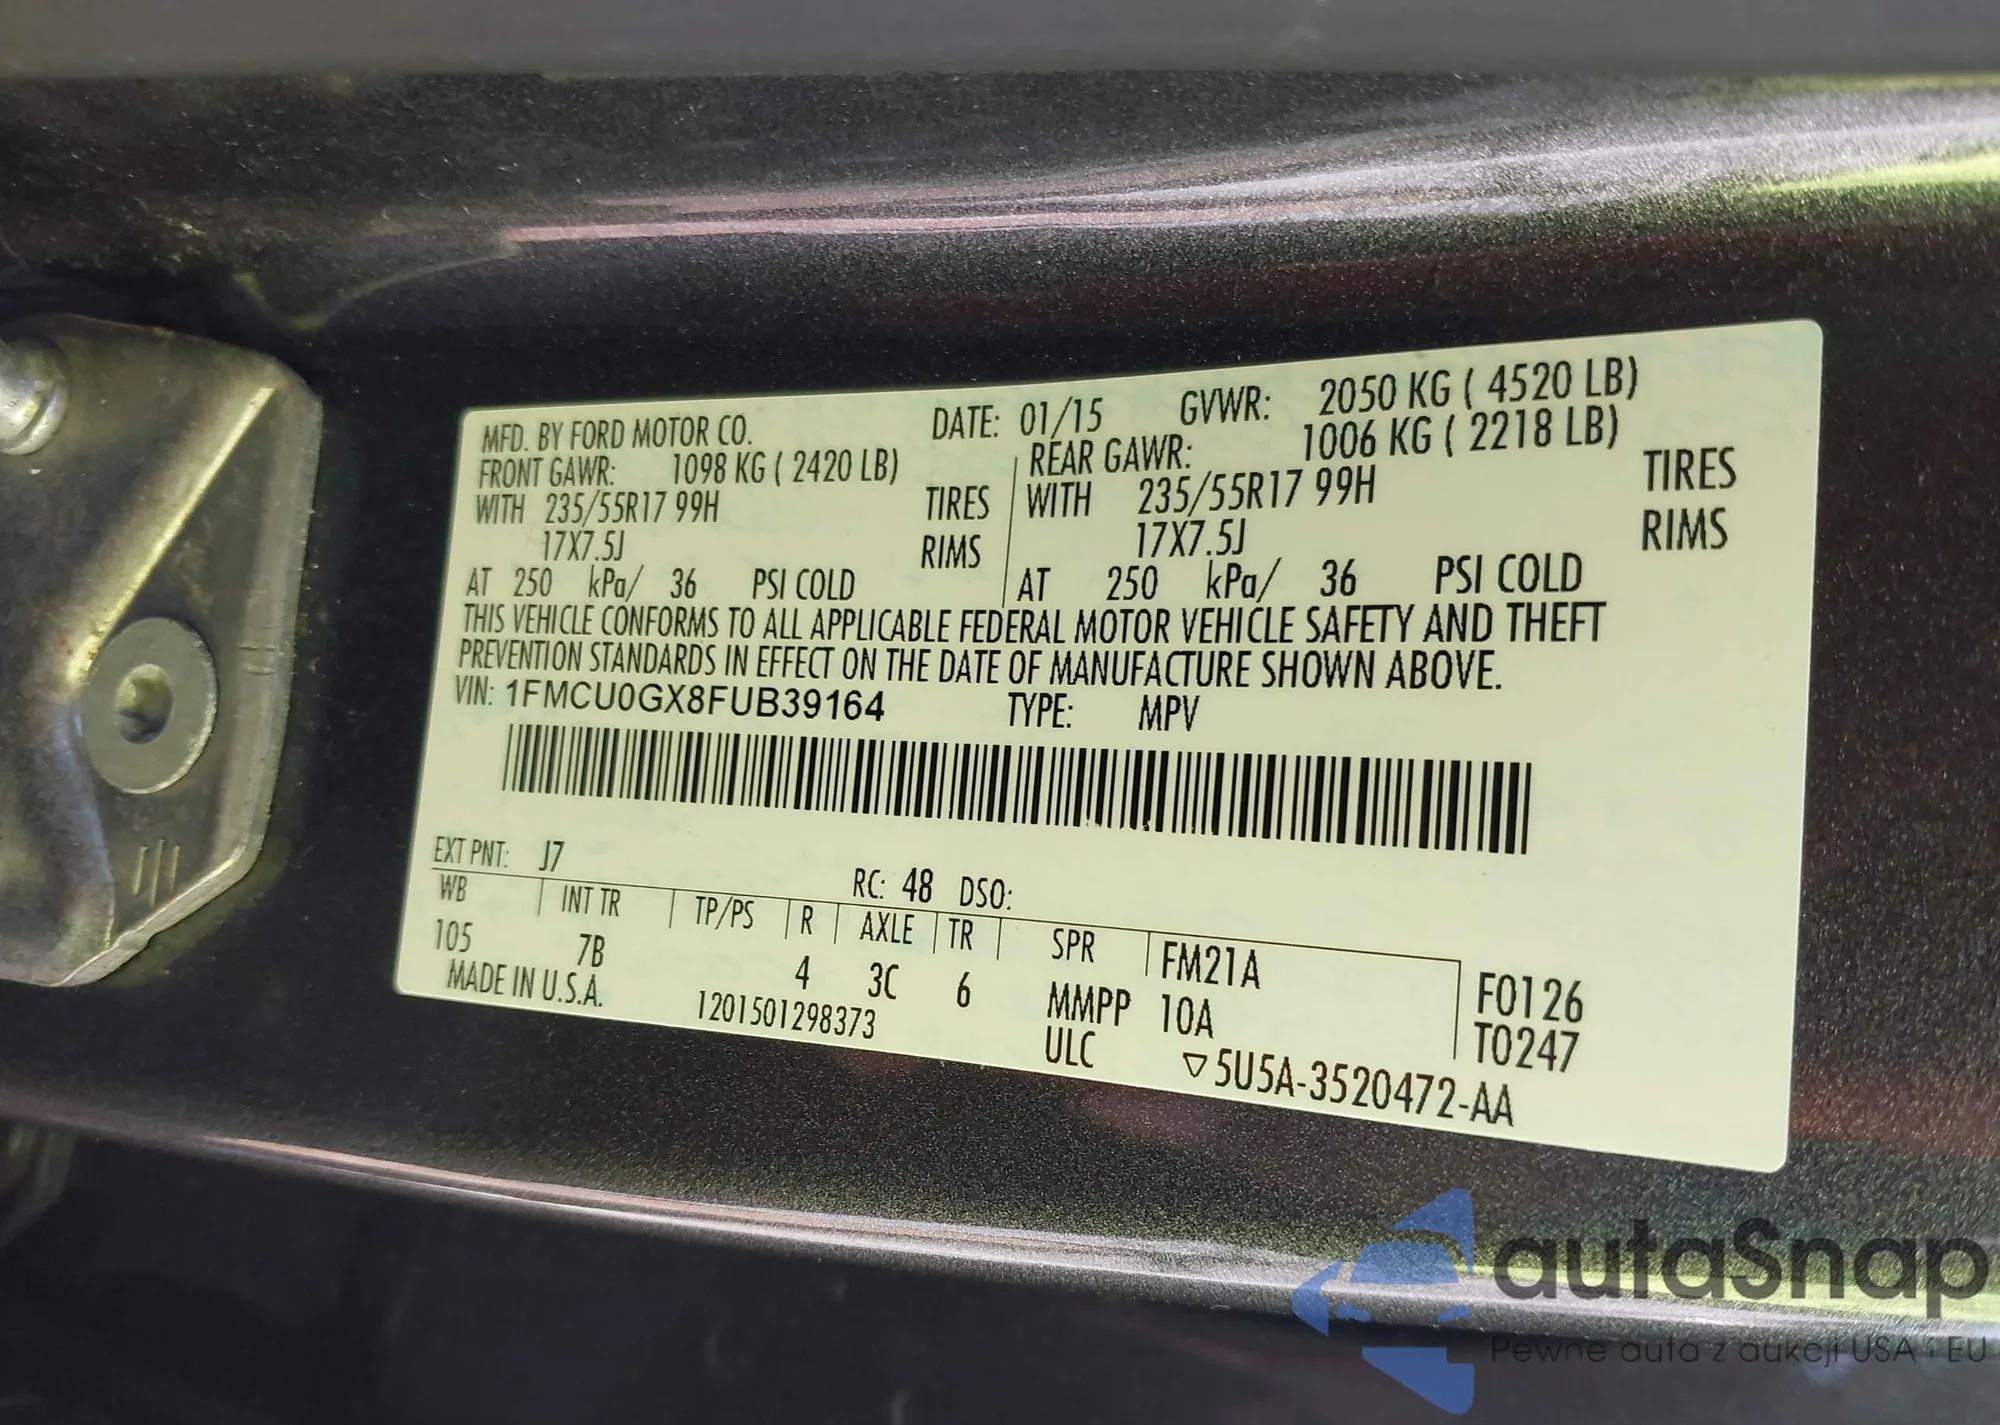 MFD. BY FORD MOTOR CO. DATE: 01/15 GVWR: 2050 KG ( 4520 LB)
FRONT GAWR: 1098 KG ( 2420 LB) REAR GAWR: 1006 KG ( 2218 LB)
WITH 235/55R17 99H TIRES WITH 235/55R17 99H TIRES
17X7.5J RIMS 17X7.5J RIMS
AT 250 kPa/ 36 PSI COLD AT 250 kPa/ 36 PSI COLD
THIS VEHICLE CONFORMS TO ALL APPLICABLE FEDERAL MOTOR VEHICLE SAFETY AND THEFT
PREVENTION STANDARDS IN EFFECT ON THE DATE OF MANUFACTURE SHOWN ABOVE.
VIN: 1FMCU0GX8FUB39164 TYPE: MPV
EXT PNT: J7 RC: 48 DSO:
WB INT TR TP/PS R AXLE TR SPR FM21A F0126
105 7B 4 3C 6 MMPP 10A T0247
MADE IN U.S.A. 1201501298373 ULC ▽5U5A-3520472-AA
autaSnap
Pewne auta z aukcji USA i EU